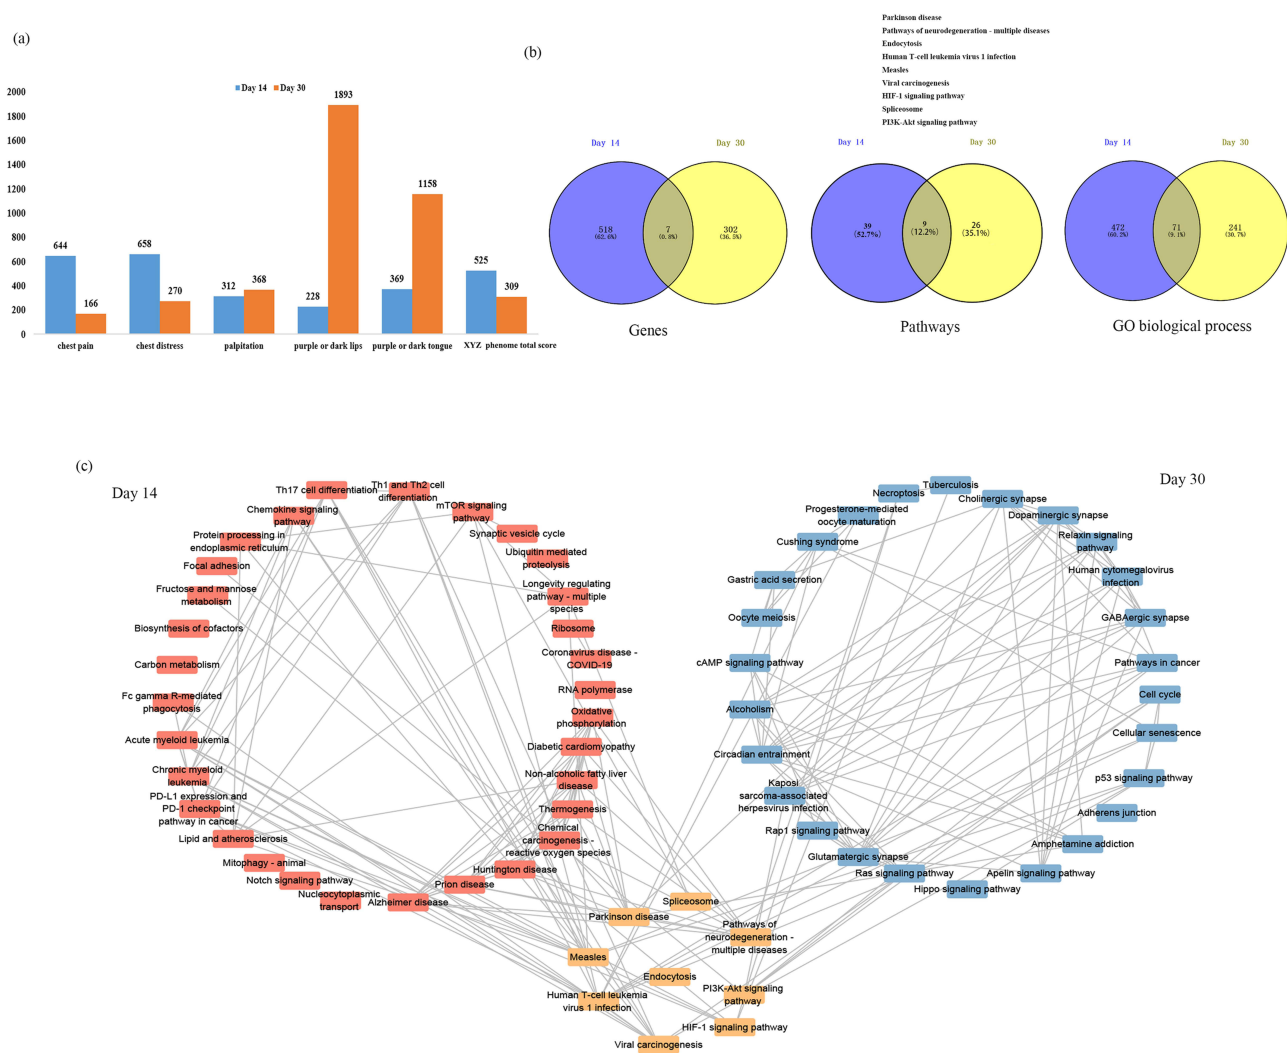 (a)
Day 14
Day 30
2000
1800
1600
1400
1200
1000
800
600
400
200
0
644
166
658
270
312
368
228
1893
369
1158
525
309
chest pain
chest distress
palpitation
purple or dark lips
purple or dark tongue
XYZ phenome total score
(b)
Parkinson disease
Pathways of neurodegeneration - multiple diseases
Endocytosis
Human T-cell leukemia virus 1 infection
Measles
Viral carcinogenesis
HIF-1 signaling pathway
Spliceosome
PI3K-Akt signaling pathway
Day 14
Day 30
518
(62.6%)
7
(0.8%)
302
(36.5%)
Genes
Day 14
Day 30
39
(52.7%)
9
(12.2%)
26
(35.1%)
Pathways
Day 14
Day 30
472
(60.2%)
71
(9.1%)
241
(30.7%)
GO biological process
(c)
Day 14
Th17 cell differentiation
Th1 and Th2 cell
differentiation
Chemokine signaling
pathway
mTOR signaling
pathway
Protein processing in
endoplasmic reticulum
Synaptic vesicle cycle
Focal adhesion
Ubiquitin mediated
proteolysis
Fructose and mannose
metabolism
Longevity regulating
pathway - multiple
species
Biosynthesis of cofactors
Ribosome
Carbon metabolism
Coronavirus disease -
COVID-19
Fc gamma R-mediated
phagocytosis
RNA polymerase
Oxidative
phosphorylation
Acute myeloid leukemia
Diabetic cardiomyopathy
Chronic myeloid
leukemia
Non-alcoholic fatty liver
disease
PD-L1 expression and
PD-1 checkpoint
pathway in cancer
Thermogenesis
Lipid and atherosclerosis
Chemical
carcinogenesis -
reactive oxygen species
Mitophagy - animal
Huntington disease
Notch signaling pathway
Prion disease
Nucleocytoplasmic
transport
Alzheimer disease
Day 30
Tuberculosis
Necroptosis
Cholinergic synapse
Progesterone-mediated
oocyte maturation
Dopaminergic synapse
Cushing syndrome
Relaxin signaling
pathway
Gastric acid secretion
Human cytomegalovirus
infection
Oocyte meiosis
GABAergic synapse
cAMP signaling pathway
Pathways in cancer
Cell cycle
Alcoholism
Cellular senescence
Circadian entrainment
p53 signaling pathway
Kaposi
sarcoma-associated
herpesvirus infection
Adherens junction
Rap1 signaling pathway
Amphetamine addiction
Glutamatergic synapse
Apelin signaling pathway
Ras signaling pathway
Hippo signaling pathway
Spliceosome
Parkinson disease
Pathways of
neurodegeneration -
multiple diseases
Measles
Endocytosis
Human T-cell leukemia
virus 1 infection
PI3K-Akt signaling
pathway
HIF-1 signaling pathway
Viral carcinogenesis